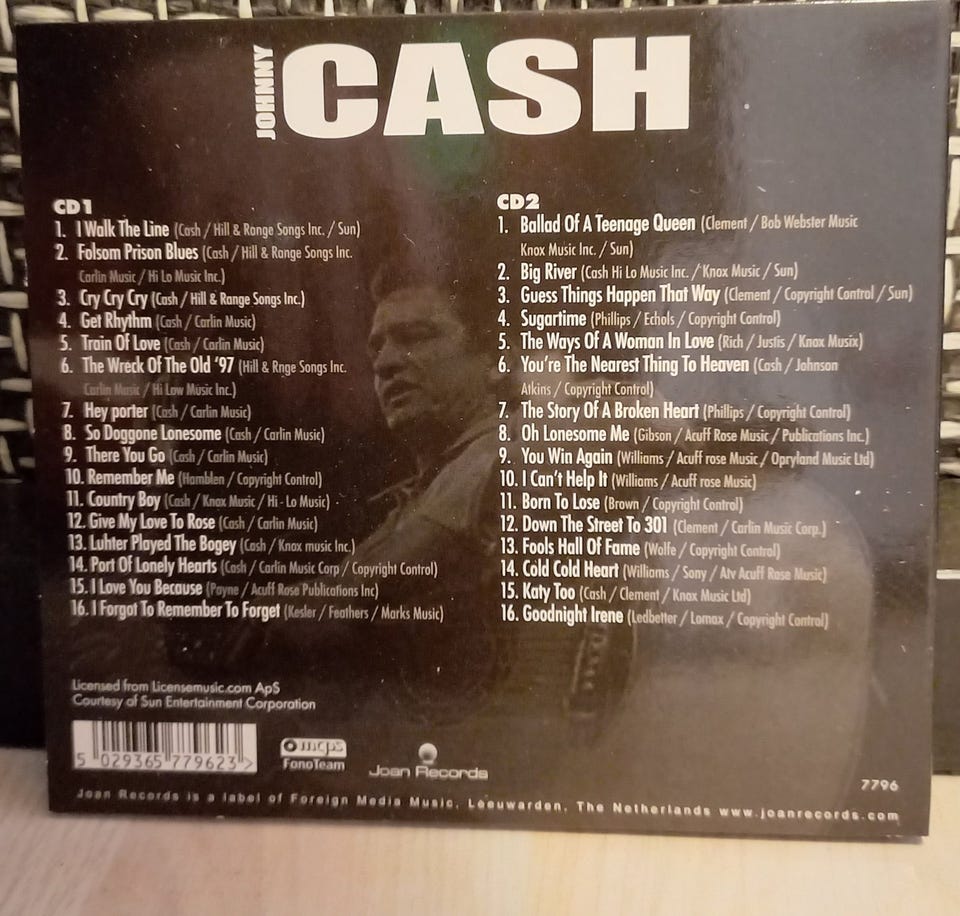 JOHNNY
CASH
CD1
1. I Walk The Line (Cash / Hill & Range Songs Inc. / Sun)
2. Folsom Prison Blues (Cash / Hill & Range Songs Inc.
Carlin Music / Hi Lo Music Inc.)
3. Cry Cry Cry (Cash / Hill & Range Songs Inc.)
4. Get Rhythm (Cash / Carlin Music)
5. Train Of Love (Cash / Carlin Music)
6. The Wreck Of The Old '97 (Hill & Rnge Songs Inc.
Carlin Music / Hi Low Music Inc.)
7. Hey porter (Cash / Carlin Music)
8. So Doggone Lonesome (Cash / Carlin Music)
9. There You Go (Cash / Carlin Music)
10. Remember Me (Hamblen / Copyright Control)
11. Country Boy (Cash / Knox Music / Hi - Lo Music)
12. Give My Love To Rose (Cash / Carlin Music)
13. Luhter Played The Bogey (Cash / Knox music Inc.)
14. Port Of Lonely Hearts (Cash / Carlin Music Corp / Copyright Control)
15. I Love You Because (Payne / Acuff Rose Publications Inc)
16. I Forgot To Remember To Forget (Kesler / Feathers / Marks Music)
CD2
1. Ballad Of A Teenage Queen (Clement / Bob Webster Music
Knox Music Inc. / Sun)
2. Big River (Cash Hi Lo Music Inc. / Knox Music / Sun)
3. Guess Things Happen That Way (Clement / Copyright Control / Sun)
4. Sugartime (Phillips / Echols / Copyright Control)
5. The Ways Of A Woman In Love (Rich / Justis / Knox Musix)
6. You're The Nearest Thing To Heaven (Cash / Johnson
Atkins / Copyright Control)
7. The Story Of A Broken Heart (Phillips / Copyright Control)
8. Oh Lonesome Me (Gibson / Acuff Rose Music / Publications Inc.)
9. You Win Again (Williams / Acuff rose Music / Opryland Music Ltd)
10. I Can't Help It (Williams / Acuff rose Music)
11. Born To Lose (Brown / Copyright Control)
12. Down The Street To 301 (Clement / Carlin Music Corp.)
13. Fools Hall Of Fame (Wolfe / Copyright Control)
14. Cold Cold Heart (Williams / Sony / Atv Acuff Rose Music)
15. Katy Too (Cash / Clement / Knox Music Ltd)
16. Goodnight Irene (Ledbetter / Lomax / Copyright Control)
Licensed from Licensemusic.com ApS
Courtesy of Sun Entertainment Corporation
5 029365 779623 >
mcps
FonoTeam
Joan Records
7796
Joan Records is a label of Foreign Media Music, Leeuwarden, The Netherlands www.joanrecords.com